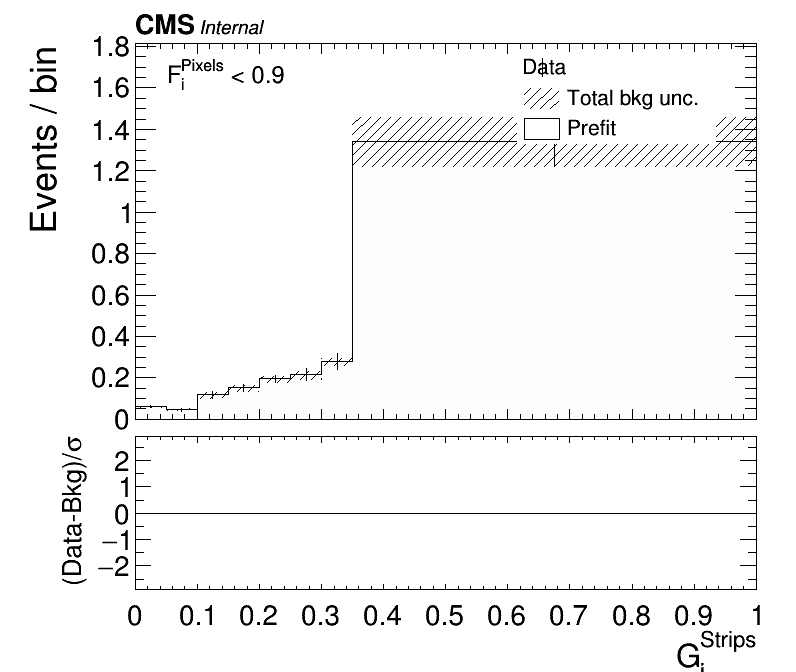 CMS Internal
F_i^Pixels < 0.9
Data
Total bkg unc.
Prefit
Events / bin
1.8
1.6
1.4
1.2
1
0.8
0.6
0.4
0.2
0
(Data-Bkg)/σ
2
1
0
−1
−2
0 0.1 0.2 0.3 0.4 0.5 0.6 0.7 0.8 0.9 1
G_i^Strips